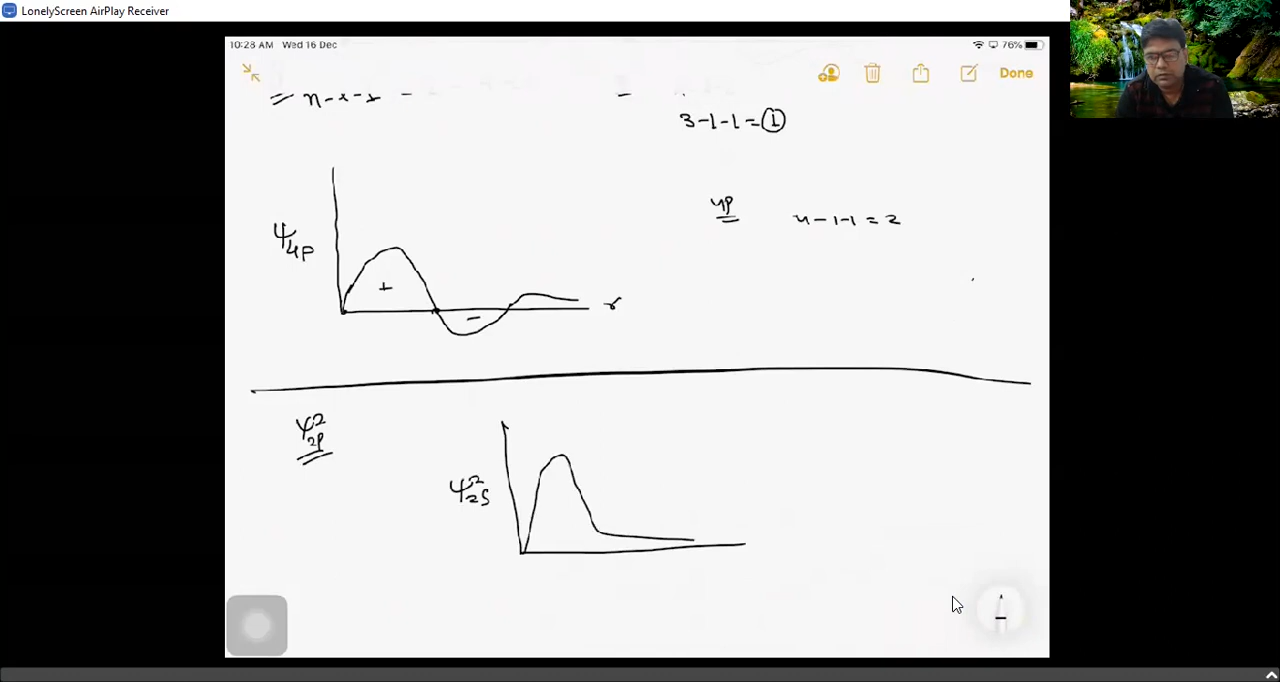 LonelyScreen AirPlay Receiver
10:28 AM Wed 16 Dec
76%
Done
3-1-1=1
4p
4-1-1=2
Ψ4p
+
-
r
Ψ²2p
Ψ²2s